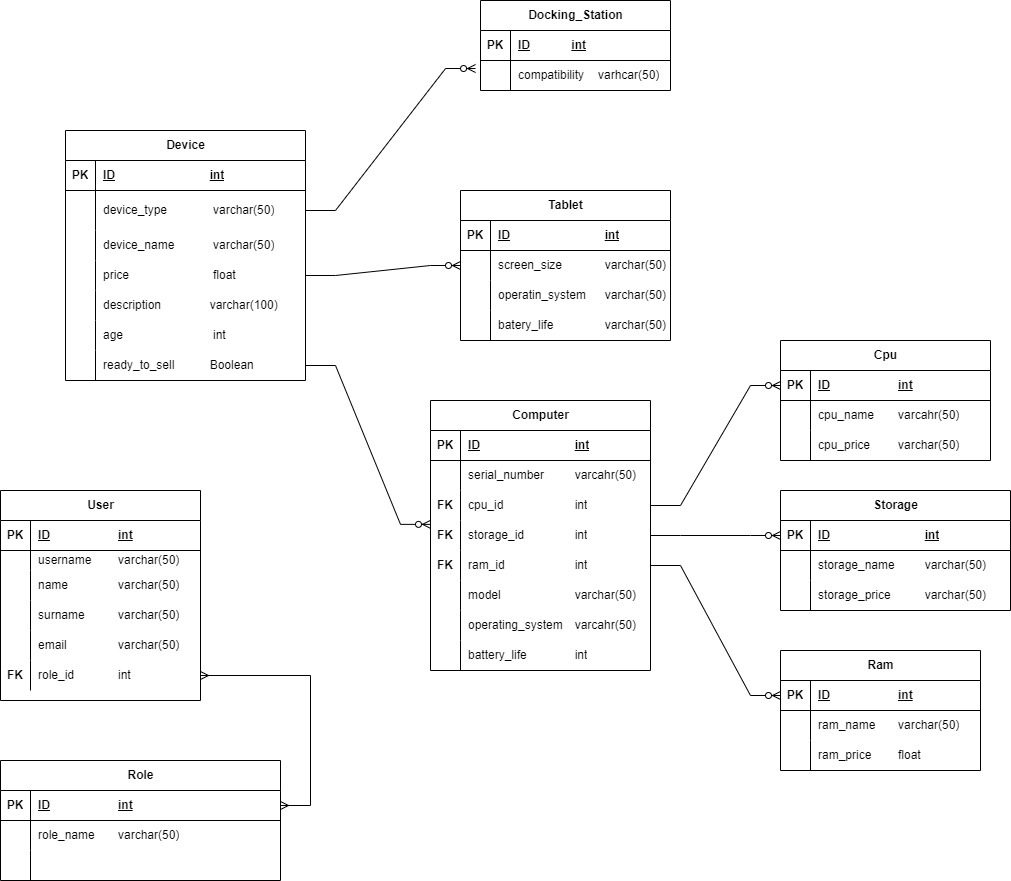 Docking_Station
PK ID int
compatibility varhcar(50)
Device
PK ID int
device_type varchar(50)
device_name varchar(50)
price float
description varchar(100)
age int
ready_to_sell Boolean
Tablet
PK ID int
screen_size varchar(50)
operatin_system varchar(50)
batery_life varchar(50)
Cpu
PK ID int
cpu_name varcahr(50)
cpu_price varchar(50)
Computer
PK ID int
serial_number varcahr(50)
FK cpu_id int
FK storage_id int
FK ram_id int
model varchar(50)
operating_system varcahr(50)
battery_life int
User
PK ID int
username varchar(50)
name varchar(50)
surname varchar(50)
email varchar(50)
FK role_id int
Storage
PK ID int
storage_name varchar(50)
storage_price varchar(50)
Ram
PK ID int
ram_name varchar(50)
ram_price float
Role
PK ID int
role_name varchar(50)